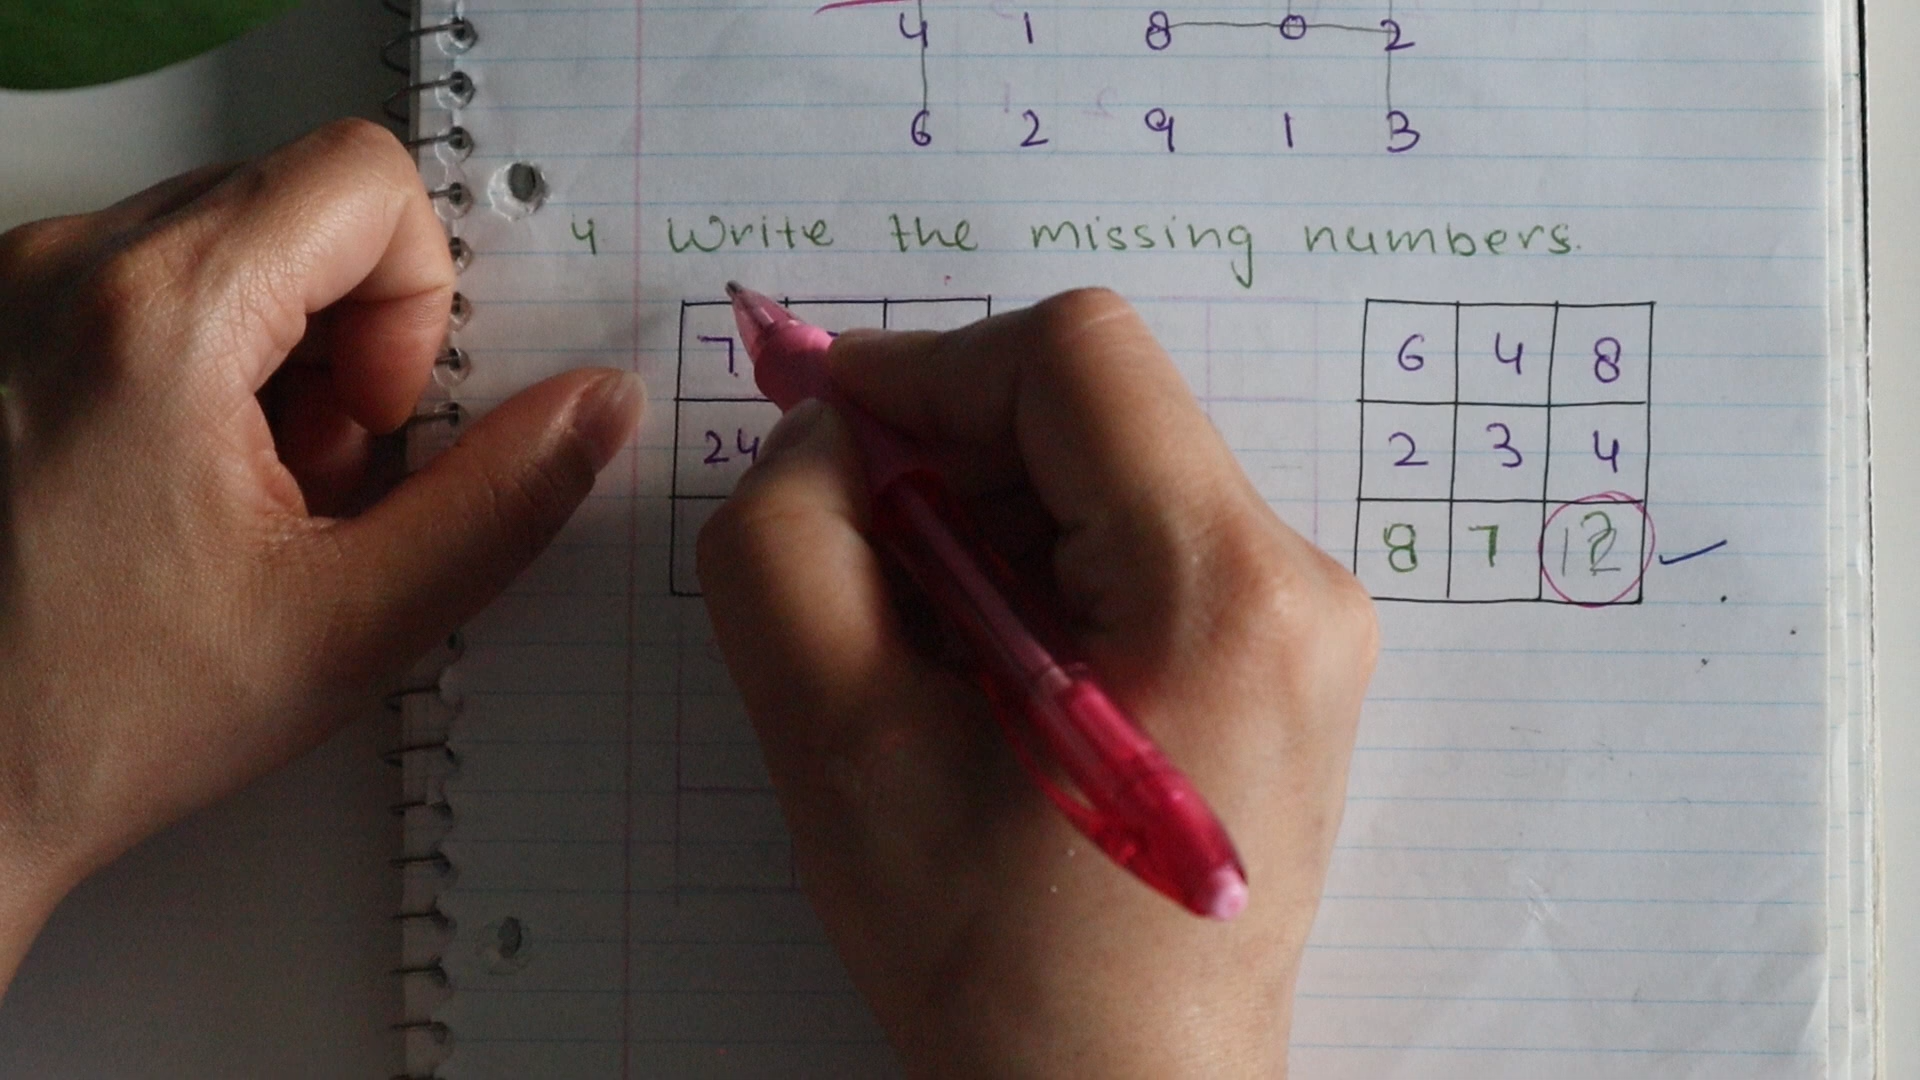 4 1 8 0 2
6 2 9 1 3
4. Write the missing numbers.
7 6 4 8
24 2 3 4
8 7 12